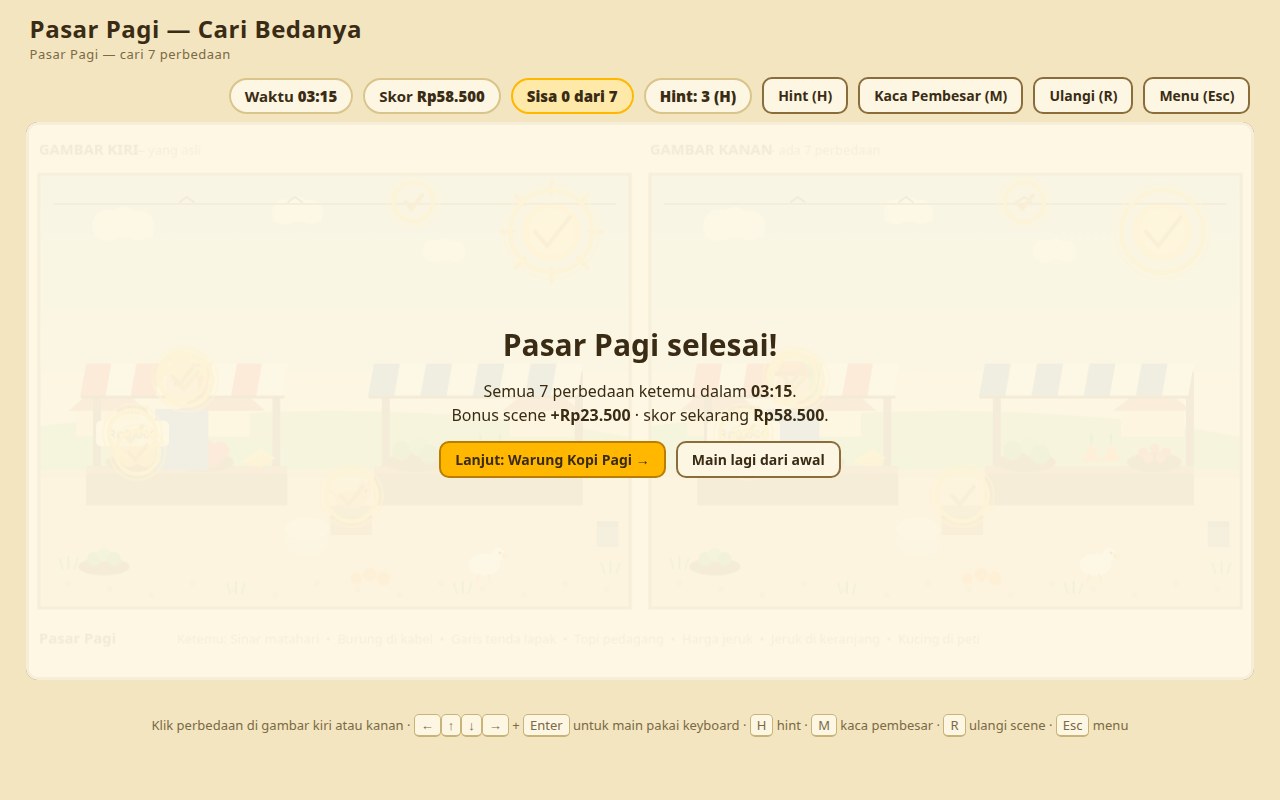 Pasar Pagi — Cari Bedanya
Pasar Pagi — cari 7 perbedaan
Waktu 03:15
Skor Rp58.500
Sisa 0 dari 7
Hint: 3 (H)
Hint (H)
Kaca Pembesar (M)
Ulangi (R)
Menu (Esc)
GAMBAR KIRI — yang asli
GAMBAR KANAN — ada 7 perbedaan
Pasar Pagi selesai!
Semua 7 perbedaan ketemu dalam 03:15.
Bonus scene +Rp23.500 · skor sekarang Rp58.500.
Lanjut: Warung Kopi Pagi →
Main lagi dari awal
Pasar Pagi
Ketemu: Sinar matahari • Burung di kabel • Garis tenda lapak • Topi pedagang • Harga jeruk • Jeruk di keranjang • Kucing di peti
Klik perbedaan di gambar kiri atau kanan · ← ↑ ↓ → + Enter untuk main pakai keyboard · H hint · M kaca pembesar · R ulangi scene · Esc menu